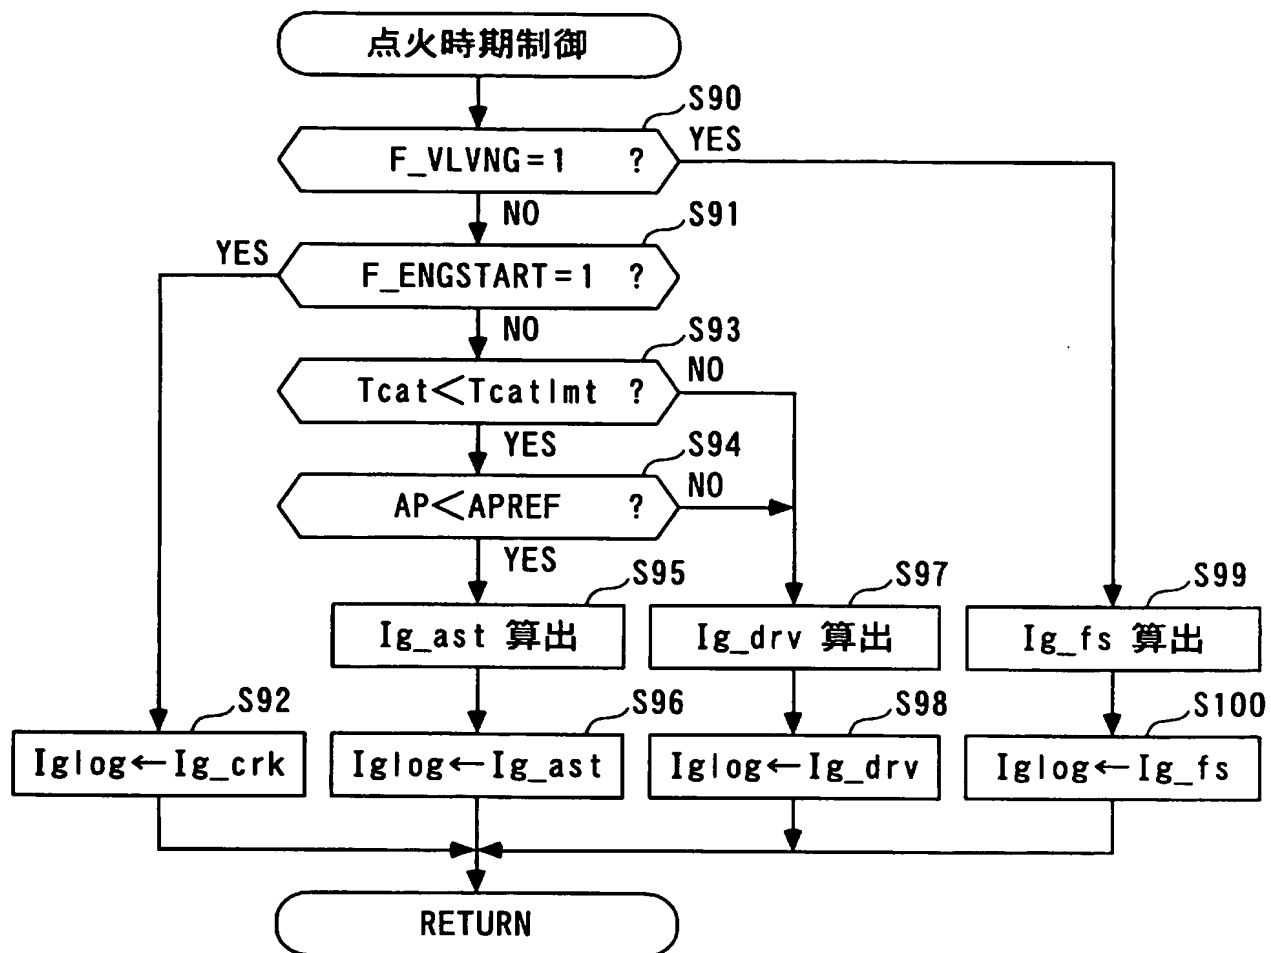 点火時期制御
S90
F_VLVNG=1 ?
YES
NO
S91
YES
F_ENGSTART=1 ?
NO
S93
Tcat<Tcatlmt ?
NO
YES
S94
AP<APREF ?
NO
YES
S95
Ig_ast 算出
S97
Ig_drv 算出
S99
Ig_fs 算出
S92
Iglog←Ig_crk
S96
Iglog←Ig_ast
S98
Iglog←Ig_drv
S100
Iglog←Ig_fs
RETURN